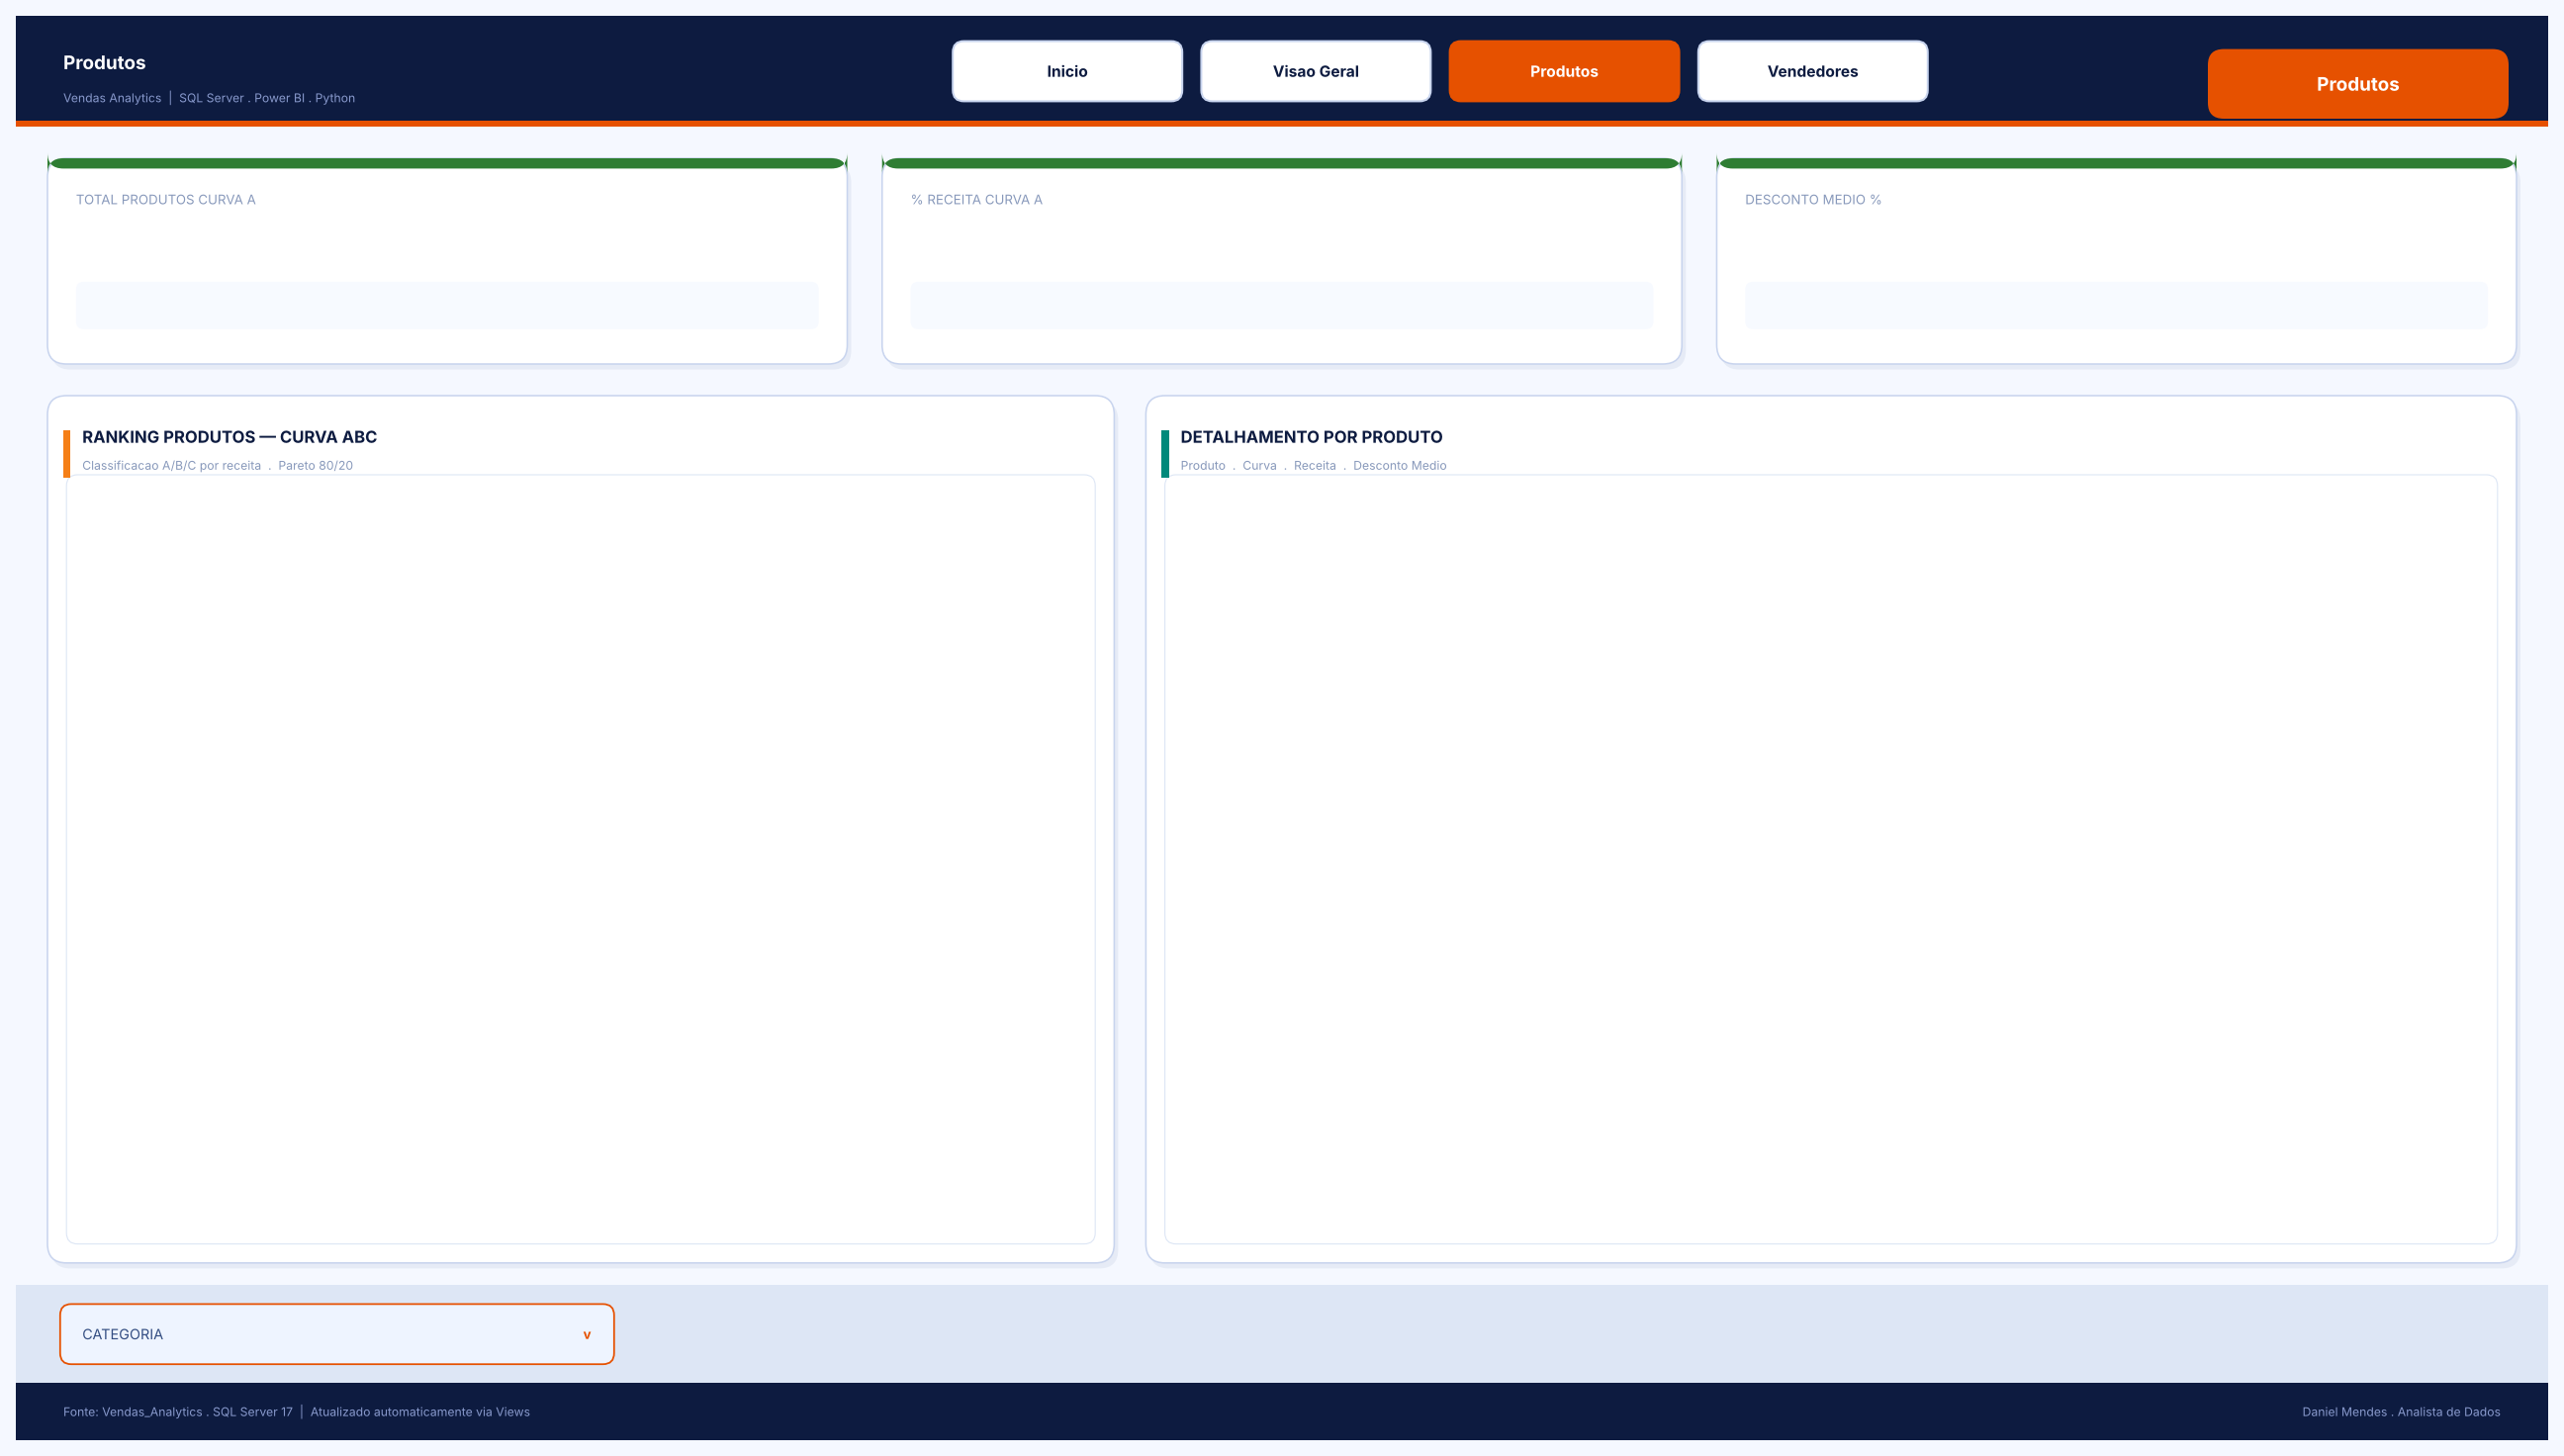 Produtos
Vendas Analytics | SQL Server . Power BI . Python
Inicio
Visao Geral
Produtos
Vendedores
Produtos
TOTAL PRODUTOS CURVA A
% RECEITA CURVA A
DESCONTO MEDIO %
RANKING PRODUTOS — CURVA ABC
Classificacao A/B/C por receita . Pareto 80/20
DETALHAMENTO POR PRODUTO
Produto . Curva . Receita . Desconto Medio
CATEGORIA v
Fonte: Vendas_Analytics . SQL Server 17 | Atualizado automaticamente via Views
Daniel Mendes . Analista de Dados